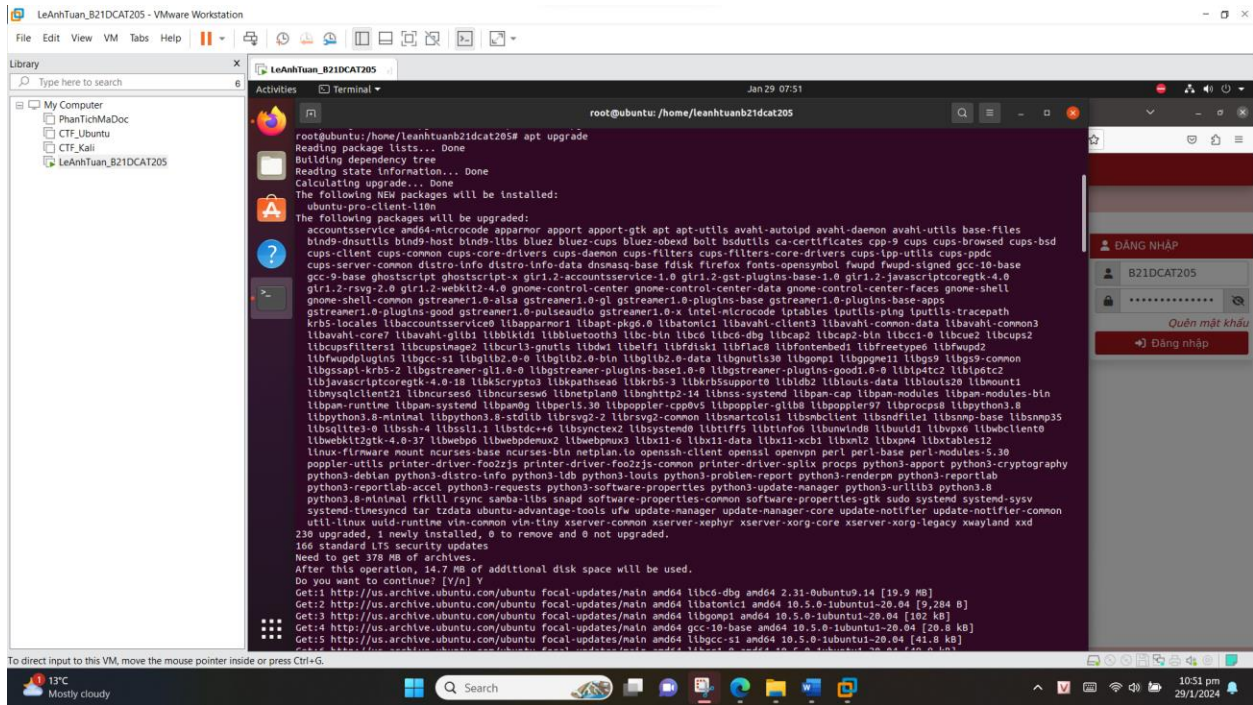 LeAnhTuan_B21DCAT205 - VMware Workstation
File Edit View VM Tabs Help
Library X
Type here to search
My Computer
PhanTichMaDoc
CTF_Ubuntu
CTF_Kali
LeAnhTuan_B21DCAT205
LeAnhTuan_B21DCAT205
Activities Terminal Jan 29 07:51
root@ubuntu: /home/leanhtuanb21dcat205
root@ubuntu:/home/leanhtuanb21dcat205# apt upgrade
Reading package lists... Done
Building dependency tree
Reading state information... Done
Calculating upgrade... Done
The following NEW packages will be installed:
ubuntu-pro-client-l10n
The following packages will be upgraded:
accountsservice amd64-microcode apparmor apport apport-gtk apt apt-utils avahi-autoipd avahi-daemon avahi-utils base-files
bind9-dnsutils bind9-host bind9-libs bluez bluez-cups bluez-obexd bolt bsdutils ca-certificates cpp-9 cups cups-browsed cups-bsd
cups-client cups-common cups-core-drivers cups-daemon cups-filters cups-filters-core-drivers cups-ipp-utils cups-ppdc
cups-server-common distro-info distro-info-data dnsmasq-base fdisk firefox fonts-opensymbol fwupd fwupd-signed gcc-10-base
gcc-9-base ghostscript ghostscript-x gir1.2-accountsservice-1.0 gir1.2-gst-plugins-base-1.0 gir1.2-javascriptcoregtk-4.0
gir1.2-rsvg-2.0 gir1.2-webkit2-4.0 gnome-control-center gnome-control-center-data gnome-control-center-faces gnome-shell
gnome-shell-common gstreamer1.0-alsa gstreamer1.0-gl gstreamer1.0-plugins-base gstreamer1.0-plugins-base-apps
gstreamer1.0-plugins-good gstreamer1.0-pulseaudio gstreamer1.0-x intel-microcode iptables iputils-ping iputils-tracepath
krb5-locales libaccountsservice0 libapparmor1 libapt-pkg6.0 libatomic1 libavahi-client3 libavahi-common-data libavahi-common3
libavahi-core7 libavahi-glib1 libblkid1 libbluetooth3 libc-bin libc6 libc6-dbg libcap2 libcap2-bin libcc1-0 libcue2 libcups2
libcupsfilters1 libcupsimage2 libcurl3-gnutls libdw1 libelf1 libfdisk1 libflac8 libfontembed1 libfreetype6 libfwupd2
libfwupdplugin5 libgcc-s1 libglib2.0-0 libglib2.0-bin libglib2.0-data libgnutls30 libgomp1 libgpgme11 libgs9 libgs9-common
libgssapi-krb5-2 libgstreamer-gl1.0-0 libgstreamer-plugins-base1.0-0 libgstreamer-plugins-good1.0-0 libip4tc2 libip6tc2
libjavascriptcoregtk-4.0-18 libk5crypto3 libkpathsea6 libkrb5-3 libkrb5support0 libldb2 liblouis-data liblouis20 libmount1
libmysqlclient21 libncurses6 libncursesw6 libnetplan0 libnghttp2-14 libnss-systemd libpam-cap libpam-modules libpam-modules-bin
libpam-runtime libpam-systemd libpam0g libperl5.30 libpoppler-cpp0v5 libpoppler-glib8 libpoppler97 libprocps8 libpython3.8
libpython3.8-minimal libpython3.8-stdlib librsvg2-2 librsvg2-common libsmartcols1 libsmbclient libsndfile1 libsnmp-base libsnmp35
libsqlite3-0 libssh-4 libssl1.1 libstdc++6 libsynctex2 libsystemd0 libtiff5 libtinfo6 libunwind8 libuuid1 libvpx6 libwbclient0
libwebkit2gtk-4.0-37 libwebp6 libwebpdemux2 libwebpmux3 libx11-6 libx11-data libx11-xcb1 libxml2 libxpm4 libxtables12
linux-firmware mount ncurses-base ncurses-bin netplan.io openssh-client openssl openvpn perl perl-base perl-modules-5.30
poppler-utils printer-driver-foo2zjs printer-driver-foo2zjs-common printer-driver-splix procps python3-apport python3-cryptography
python3-debian python3-distro-info python3-ldb python3-louis python3-problem-report python3-renderpm python3-reportlab
python3-reportlab-accel python3-requests python3-software-properties python3-update-manager python3-urllib3 python3.8
python3.8-minimal rfkill rsync samba-libs snapd software-properties-common software-properties-gtk sudo systemd systemd-sysv
systemd-timesyncd tar tzdata ubuntu-advantage-tools ufw update-manager update-manager-core update-notifier update-notifier-common
util-linux uuid-runtime vim-common vim-tiny xserver-common xserver-xephyr xserver-xorg-core xserver-xorg-legacy xwayland xxd
230 upgraded, 1 newly installed, 0 to remove and 0 not upgraded.
166 standard LTS security updates
Need to get 378 MB of archives.
After this operation, 14.7 MB of additional disk space will be used.
Do you want to continue? [Y/n] Y
Get:1 http://us.archive.ubuntu.com/ubuntu focal-updates/main amd64 libc6-dbg amd64 2.31-0ubuntu9.14 [19.9 MB]
Get:2 http://us.archive.ubuntu.com/ubuntu focal-updates/main amd64 libatomic1 amd64 10.5.0-1ubuntu1~20.04 [9,284 B]
Get:3 http://us.archive.ubuntu.com/ubuntu focal-updates/main amd64 libgomp1 amd64 10.5.0-1ubuntu1~20.04 [102 kB]
Get:4 http://us.archive.ubuntu.com/ubuntu focal-updates/main amd64 gcc-10-base amd64 10.5.0-1ubuntu1~20.04 [20.8 kB]
Get:5 http://us.archive.ubuntu.com/ubuntu focal-updates/main amd64 libgcc-s1 amd64 10.5.0-1ubuntu1~20.04 [41.8 kB]
ĐĂNG NHẬP
B21DCAT205
Quên mật khẩu
Đăng nhập
To direct input to this VM, move the mouse pointer inside or press Ctrl+G.
13°C
Mostly cloudy
Search
10:51 pm
29/1/2024